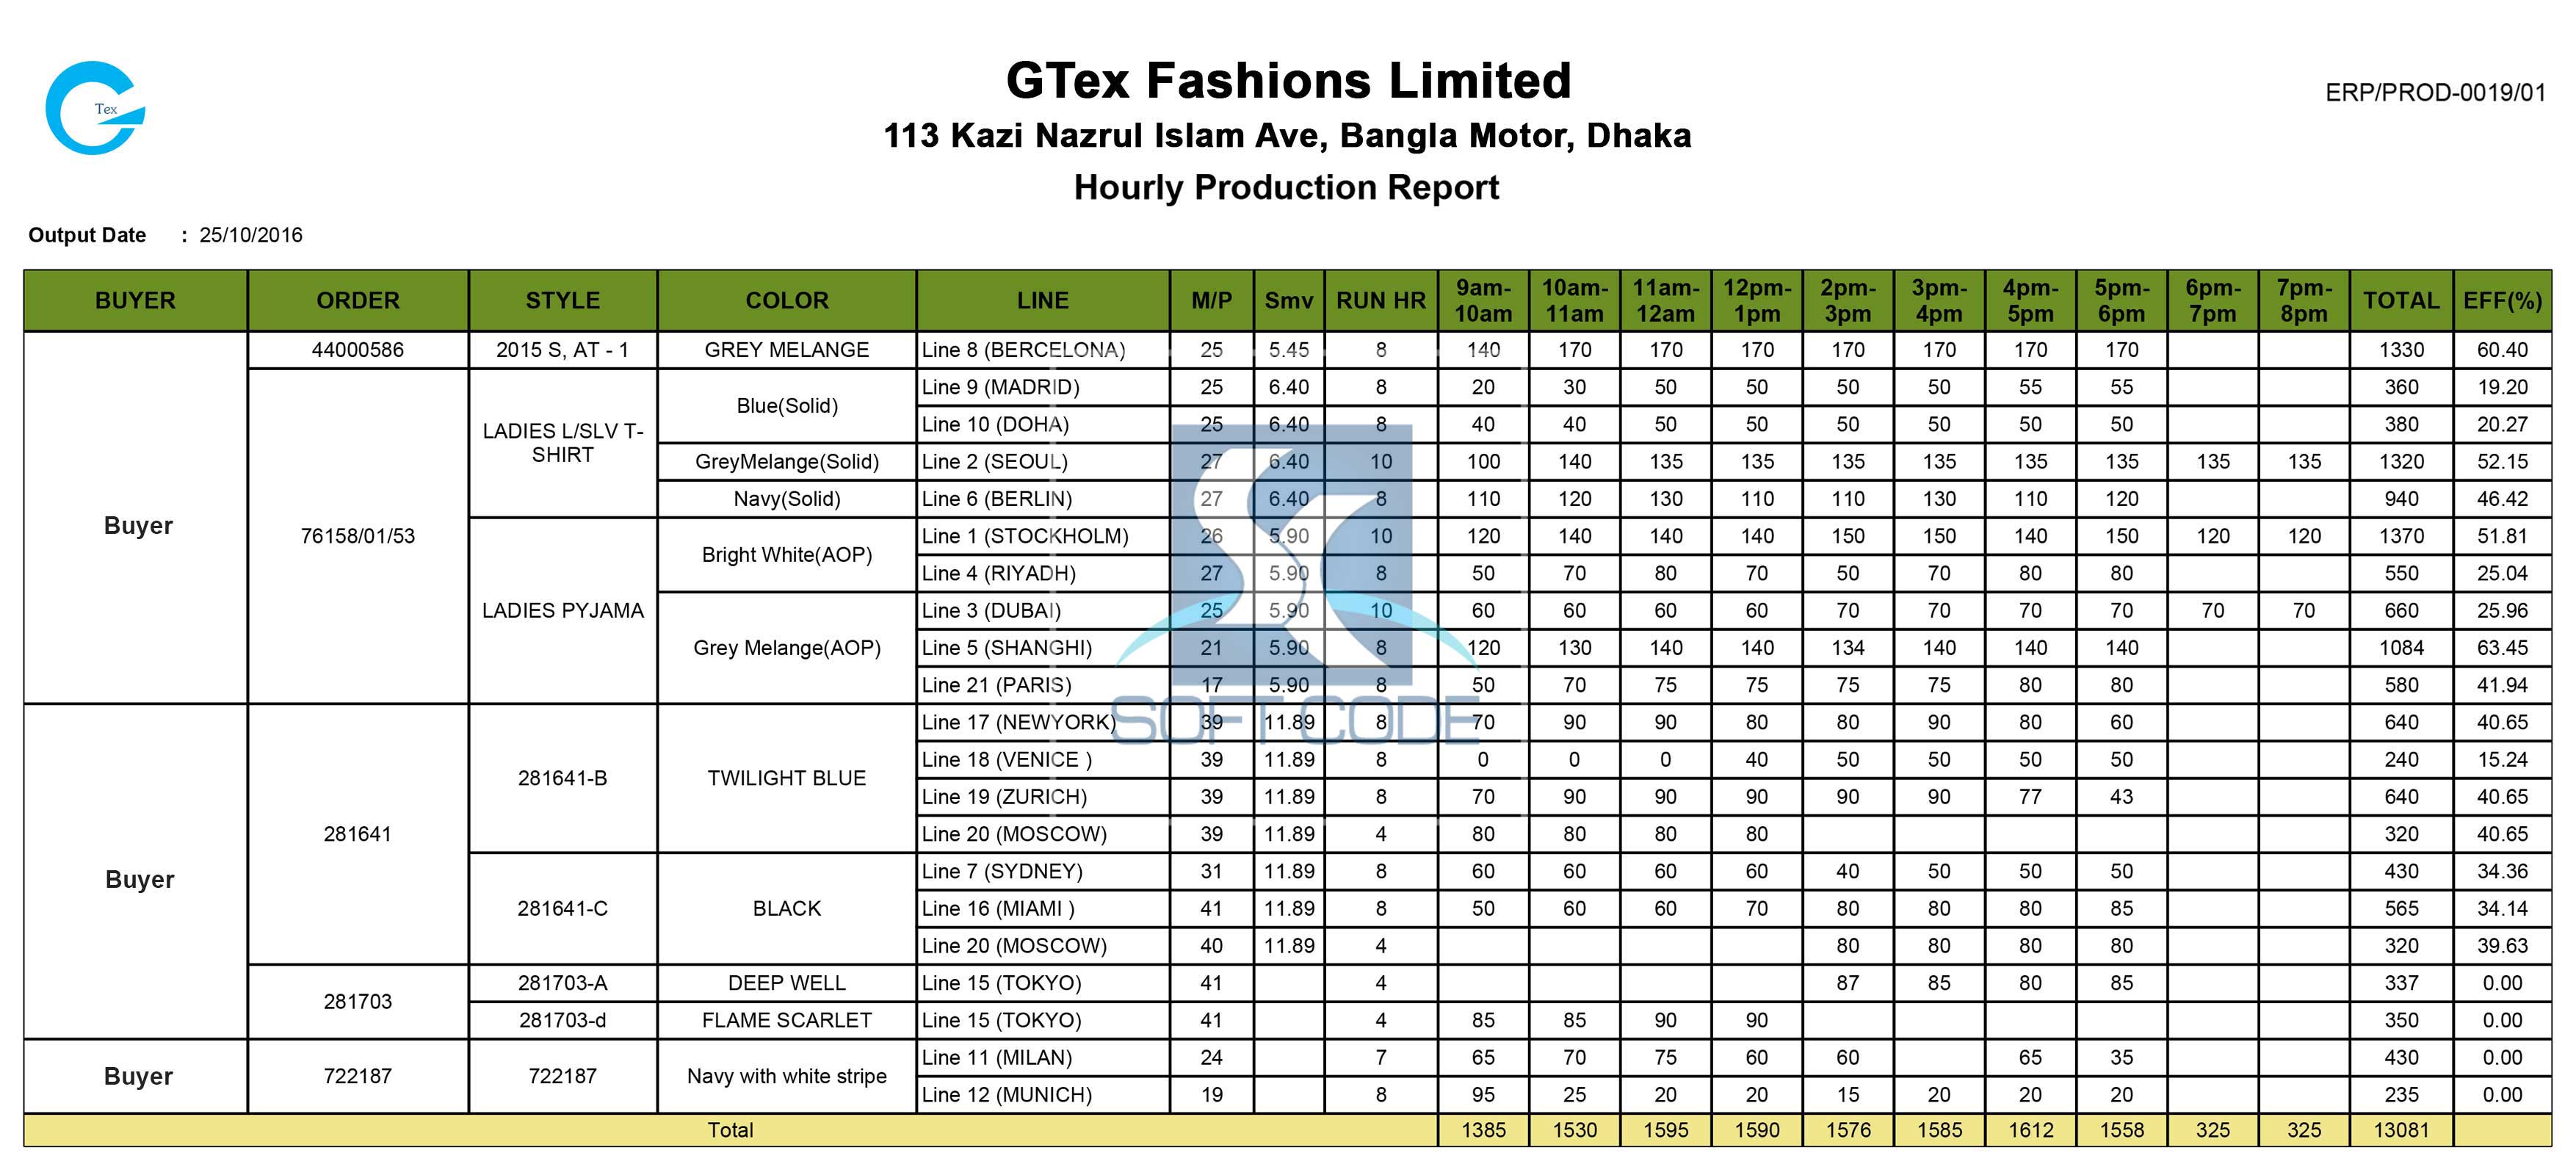 Tex
GTex Fashions Limited
ERP/PROD-0019/01
113 Kazi Nazrul Islam Ave, Bangla Motor, Dhaka
Hourly Production Report
Output Date : 25/10/2016
BUYER ORDER STYLE COLOR LINE M/P Smv RUN HR 9am-10am 10am-11am 11am-12am 12pm-1pm 2pm-3pm 3pm-4pm 4pm-5pm 5pm-6pm 6pm-7pm 7pm-8pm TOTAL EFF(%)
Buyer 44000586 2015 S, AT - 1 GREY MELANGE Line 8 (BERCELONA) 25 5.45 8 140 170 170 170 170 170 170 170 1330 60.40
76158/01/53 LADIES L/SLV T-SHIRT Blue(Solid) Line 9 (MADRID) 25 6.40 8 20 30 50 50 50 50 55 55 360 19.20
Line 10 (DOHA) 25 6.40 8 40 40 50 50 50 50 50 50 380 20.27
GreyMelange(Solid) Line 2 (SEOUL) 27 6.40 10 100 140 135 135 135 135 135 135 135 135 1320 52.15
Navy(Solid) Line 6 (BERLIN) 27 6.40 8 110 120 130 110 110 130 110 120 940 46.42
LADIES PYJAMA Bright White(AOP) Line 1 (STOCKHOLM) 26 5.90 10 120 140 140 140 150 150 140 150 120 120 1370 51.81
Line 4 (RIYADH) 27 5.90 8 50 70 80 70 50 70 80 80 550 25.04
Grey Melange(AOP) Line 3 (DUBAI) 25 5.90 10 60 60 60 60 70 70 70 70 70 70 660 25.96
Line 5 (SHANGHI) 21 5.90 8 120 130 140 140 134 140 140 140 1084 63.45
Line 21 (PARIS) 17 5.90 8 50 70 75 75 75 75 80 80 580 41.94
SOFT CODE
Buyer 281641 281641-B TWILIGHT BLUE Line 17 (NEWYORK) 39 11.89 8 70 90 90 80 80 90 80 60 640 40.65
Line 18 (VENICE ) 39 11.89 8 0 0 0 40 50 50 50 50 240 15.24
Line 19 (ZURICH) 39 11.89 8 70 90 90 90 90 90 77 43 640 40.65
Line 20 (MOSCOW) 39 11.89 4 80 80 80 80 320 40.65
281641-C BLACK Line 7 (SYDNEY) 31 11.89 8 60 60 60 60 40 50 50 50 430 34.36
Line 16 (MIAMI ) 41 11.89 8 50 60 60 70 80 80 80 85 565 34.14
Line 20 (MOSCOW) 40 11.89 4 80 80 80 80 320 39.63
281703 281703-A DEEP WELL Line 15 (TOKYO) 41 4 87 85 80 85 337 0.00
281703-d FLAME SCARLET Line 15 (TOKYO) 41 4 85 85 90 90 350 0.00
Buyer 722187 722187 Navy with white stripe Line 11 (MILAN) 24 7 65 70 75 60 60 65 35 430 0.00
Line 12 (MUNICH) 19 8 95 25 20 20 15 20 20 20 235 0.00
Total 1385 1530 1595 1590 1576 1585 1612 1558 325 325 13081